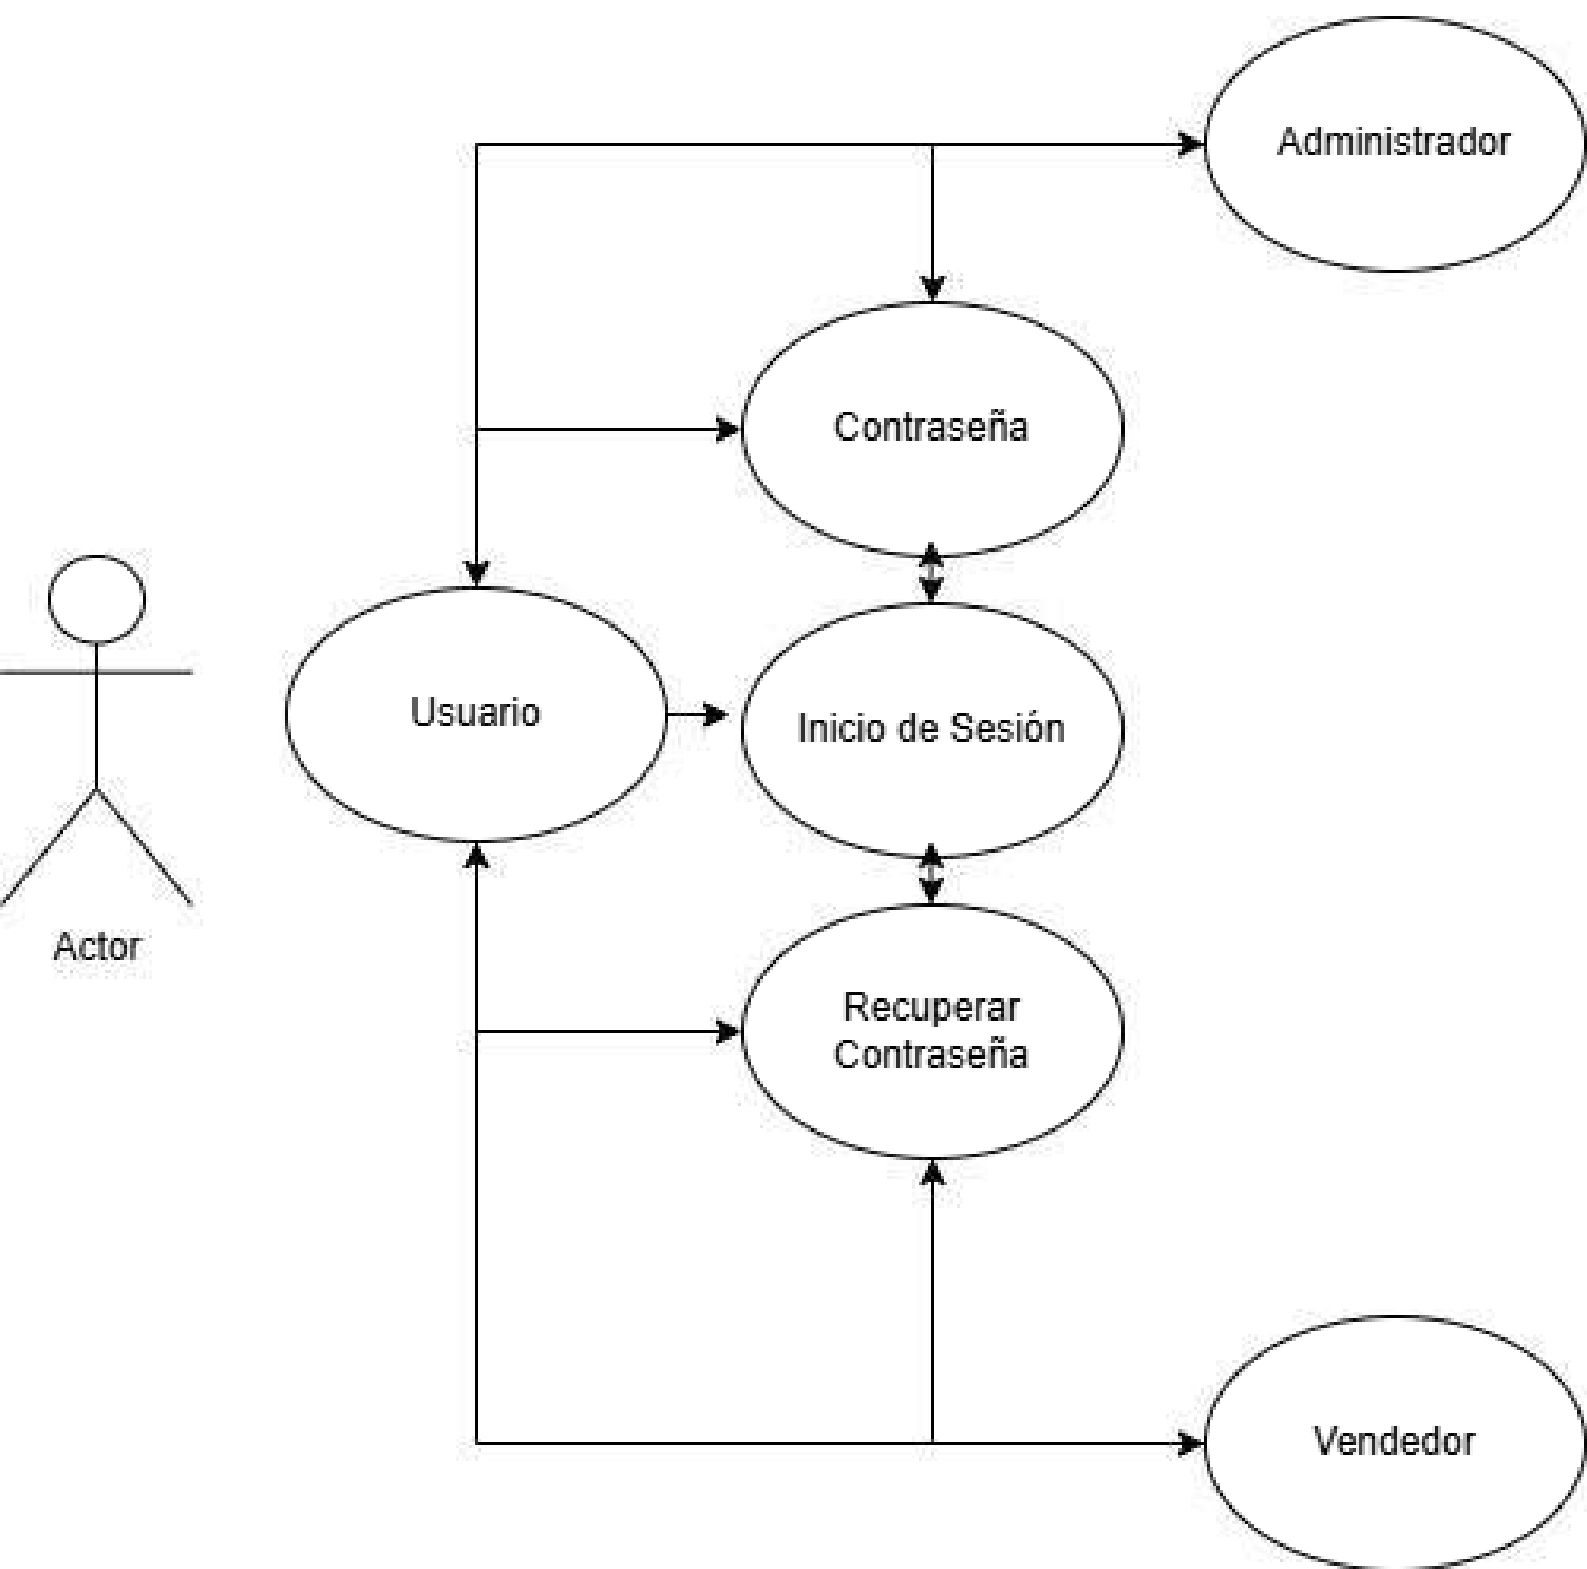 Administrador
Contraseña
Usuario
Inicio de Sesión
Actor
Recuperar
Contraseña
Vendedor